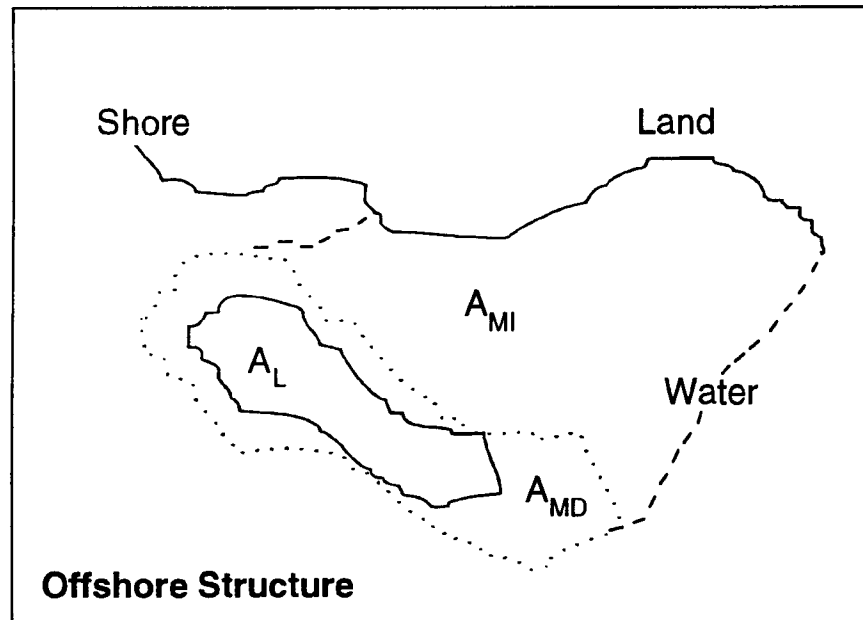 Shore
Land
A_MI
A_L
Water
A_MD
Offshore Structure